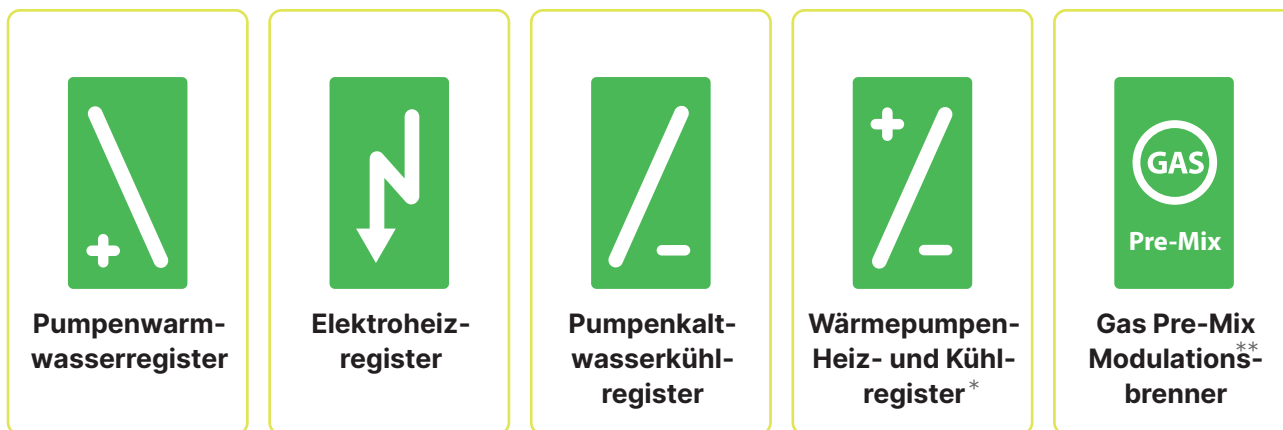 Pumpenwarm-
wasserregister
Elektroheiz-
register
Pumpenkalt-
wasserkühl-
register
Wärmepumpen-
Heiz- und Kühl-
register*
GAS
Pre-Mix
Gas Pre-Mix
Modulations-**
brenner